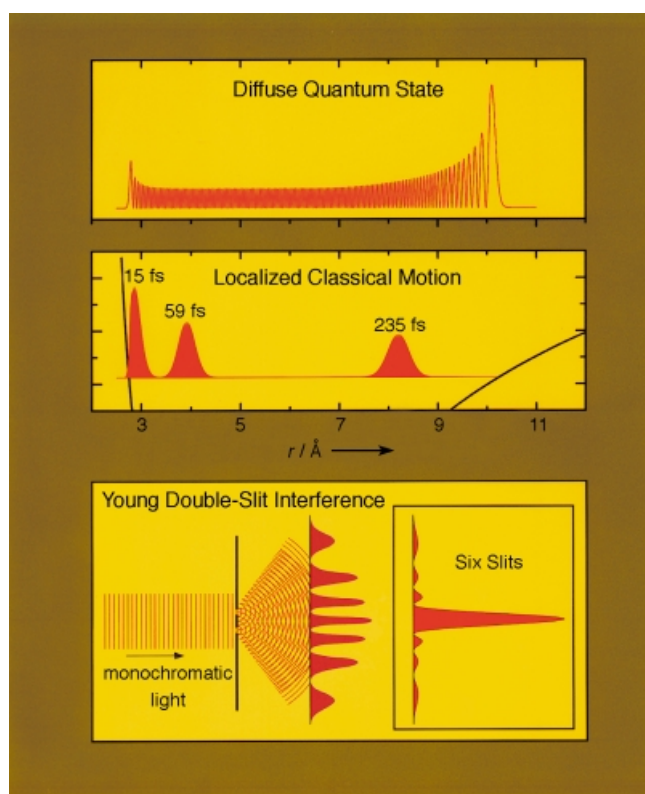 Diffuse Quantum State
Localized Classical Motion
15 fs
59 fs
235 fs
3 5 7 9 11
r / Å
Young Double-Slit Interference
Six Slits
monochromatic
light